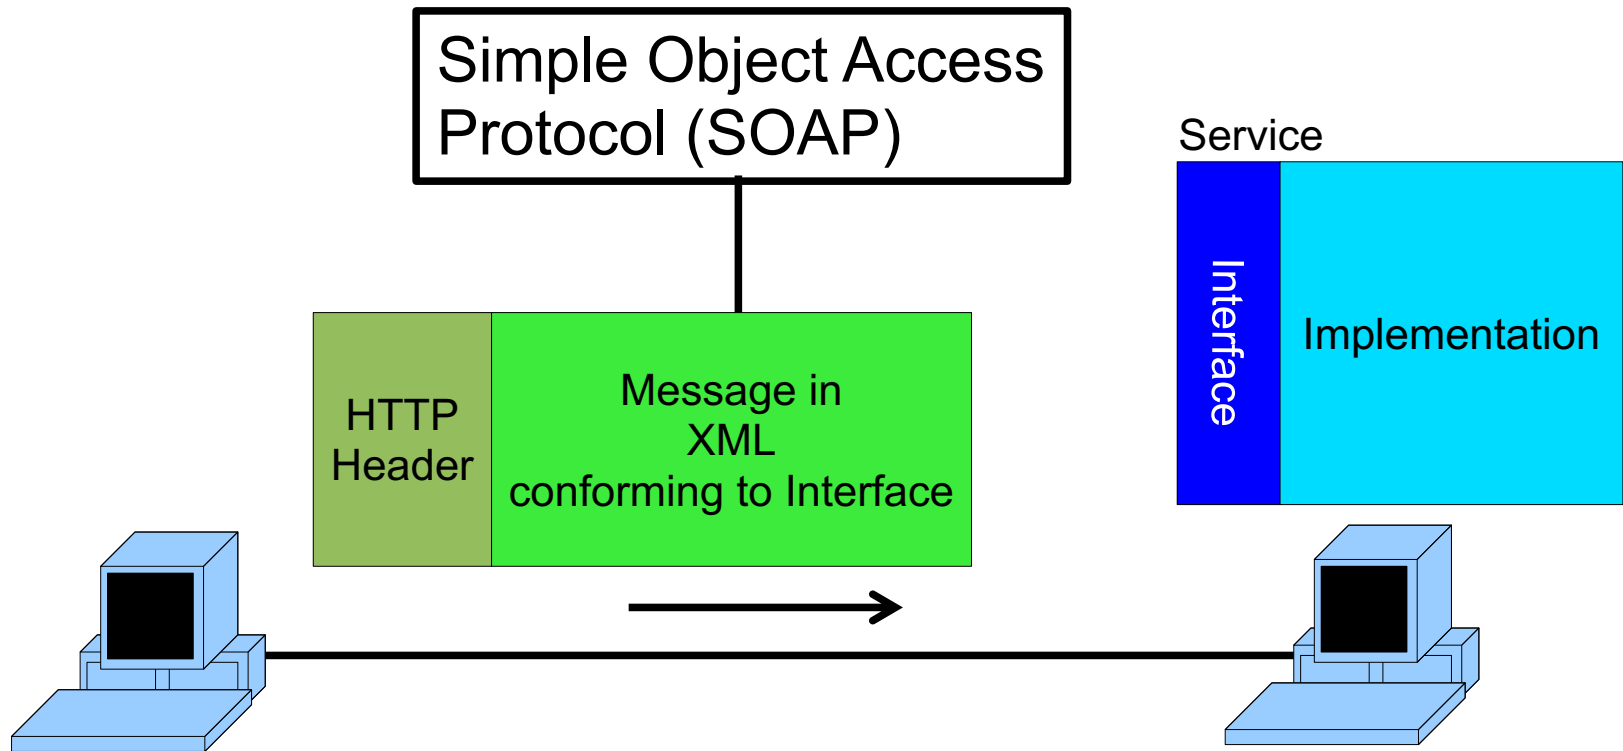 Simple Object Access
Protocol (SOAP)
Service
Interface
Implementation
HTTP
Header
Message in
XML
conforming to Interface